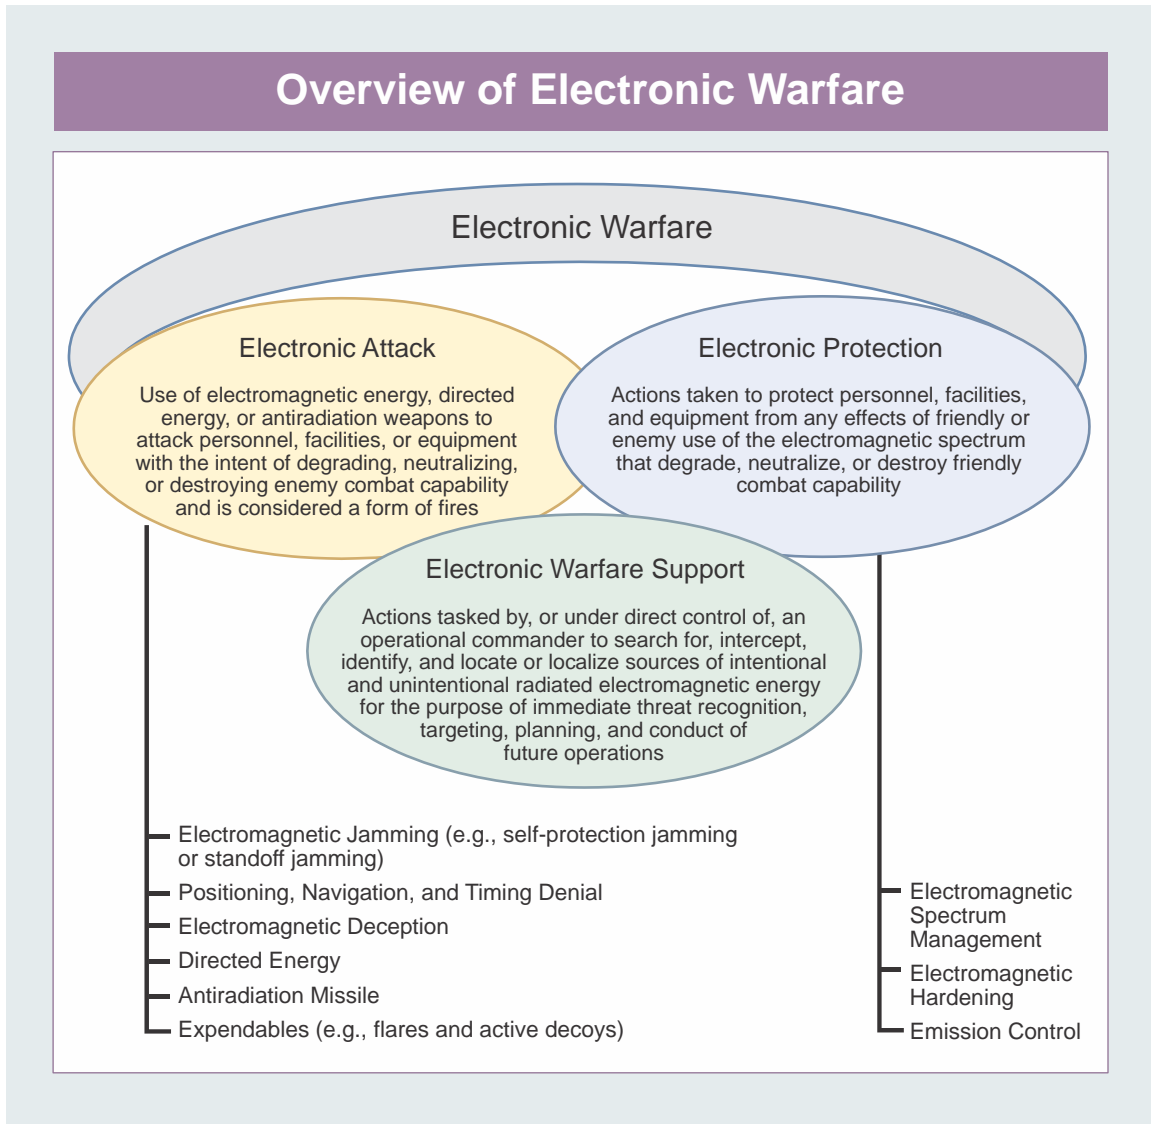 Overview of Electronic Warfare
Electronic Warfare
Electronic Attack
Use of electromagnetic energy, directed
energy, or antiradiation weapons to
attack personnel, facilities, or equipment
with the intent of degrading, neutralizing,
or destroying enemy combat capability
and is considered a form of fires
Electronic Protection
Actions taken to protect personnel, facilities,
and equipment from any effects of friendly or
enemy use of the electromagnetic spectrum
that degrade, neutralize, or destroy friendly
combat capability
Electronic Warfare Support
Actions tasked by, or under direct control of, an
operational commander to search for, intercept,
identify, and locate or localize sources of intentional
and unintentional radiated electromagnetic energy
for the purpose of immediate threat recognition,
targeting, planning, and conduct of
future operations
Electromagnetic Jamming (e.g., self-protection jamming
or standoff jamming)
Positioning, Navigation, and Timing Denial
Electromagnetic Deception
Directed Energy
Antiradiation Missile
Expendables (e.g., flares and active decoys)
Electromagnetic
Spectrum
Management
Electromagnetic
Hardening
Emission Control